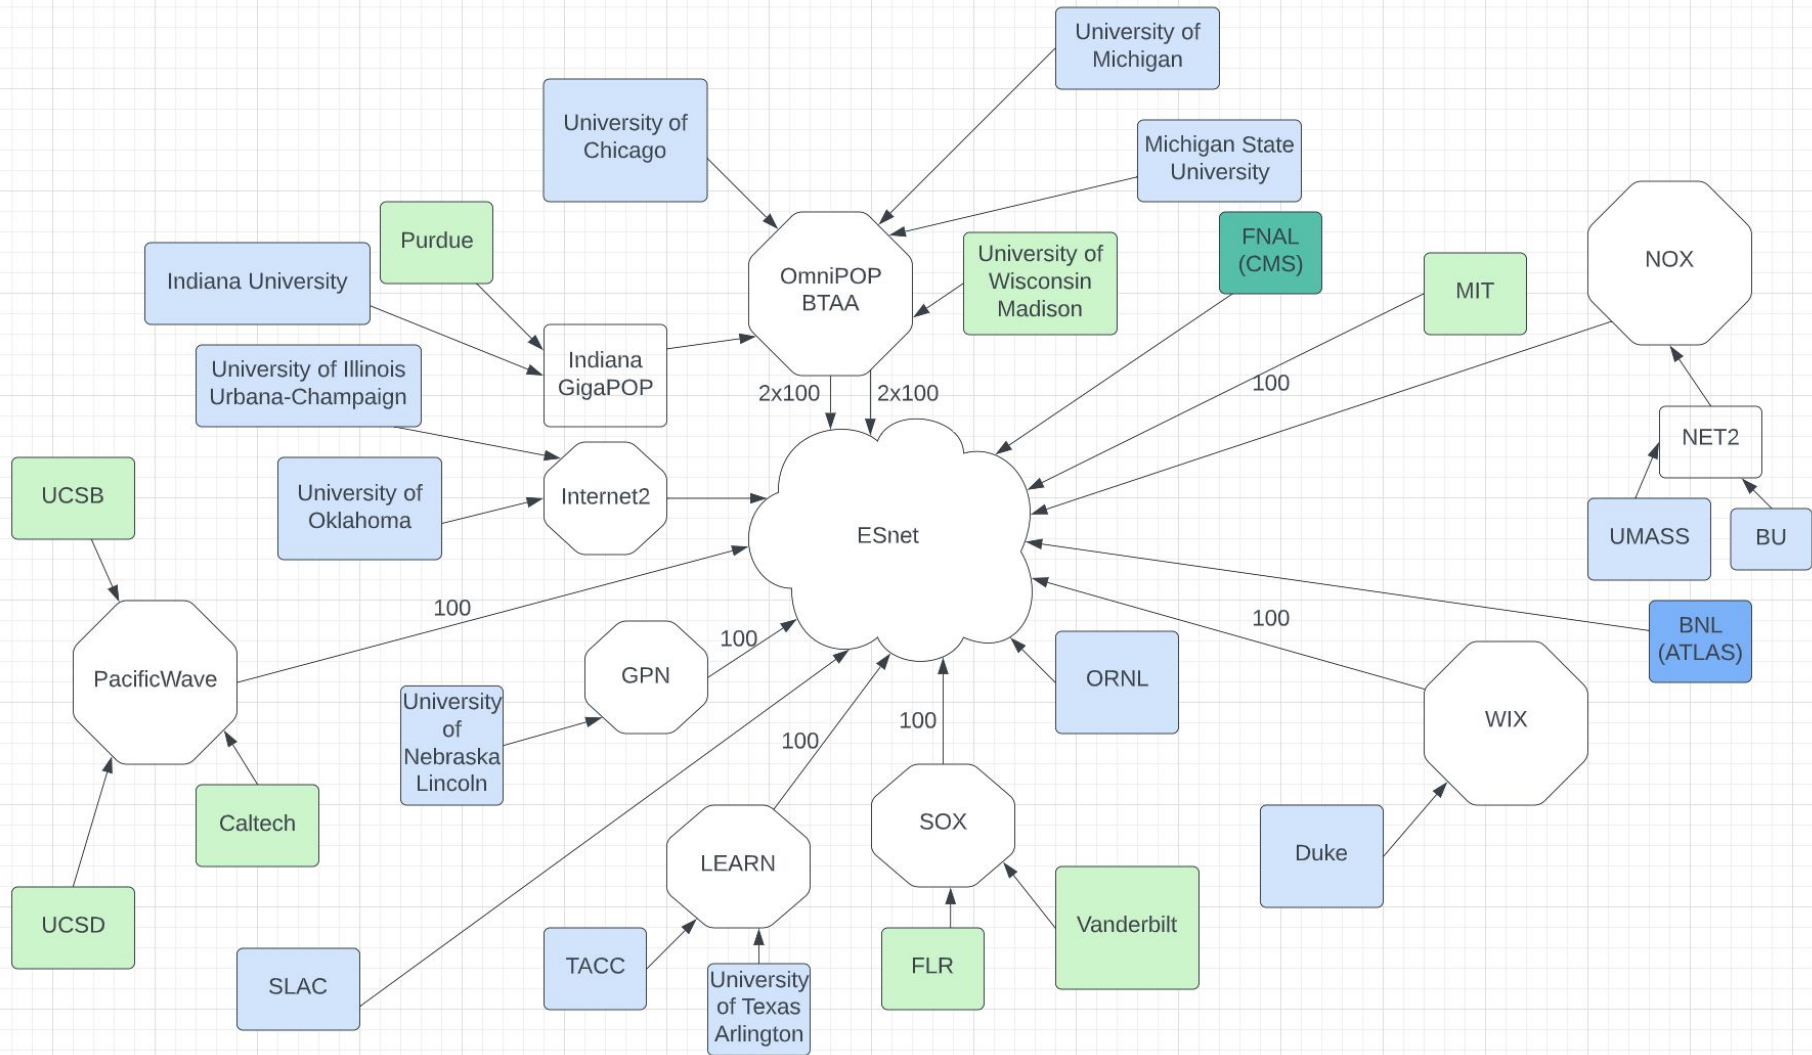 University of
Michigan
University of
Chicago
Michigan State
University
Purdue
FNAL
(CMS)
University of
Wisconsin
Madison
NOX
Indiana University
OmniPOP
BTAA
MIT
Indiana
GigaPOP
University of Illinois
Urbana-Champaign
2x100
2x100
100
NET2
UCSB
University of
Oklahoma
Internet2
ESnet
UMASS
BU
100
100
100
BNL
(ATLAS)
PacificWave
GPN
ORNL
University
of
Nebraska
Lincoln
100
100
WIX
Caltech
LEARN
SOX
Duke
UCSD
SLAC
TACC
University
of Texas
Arlington
FLR
Vanderbilt